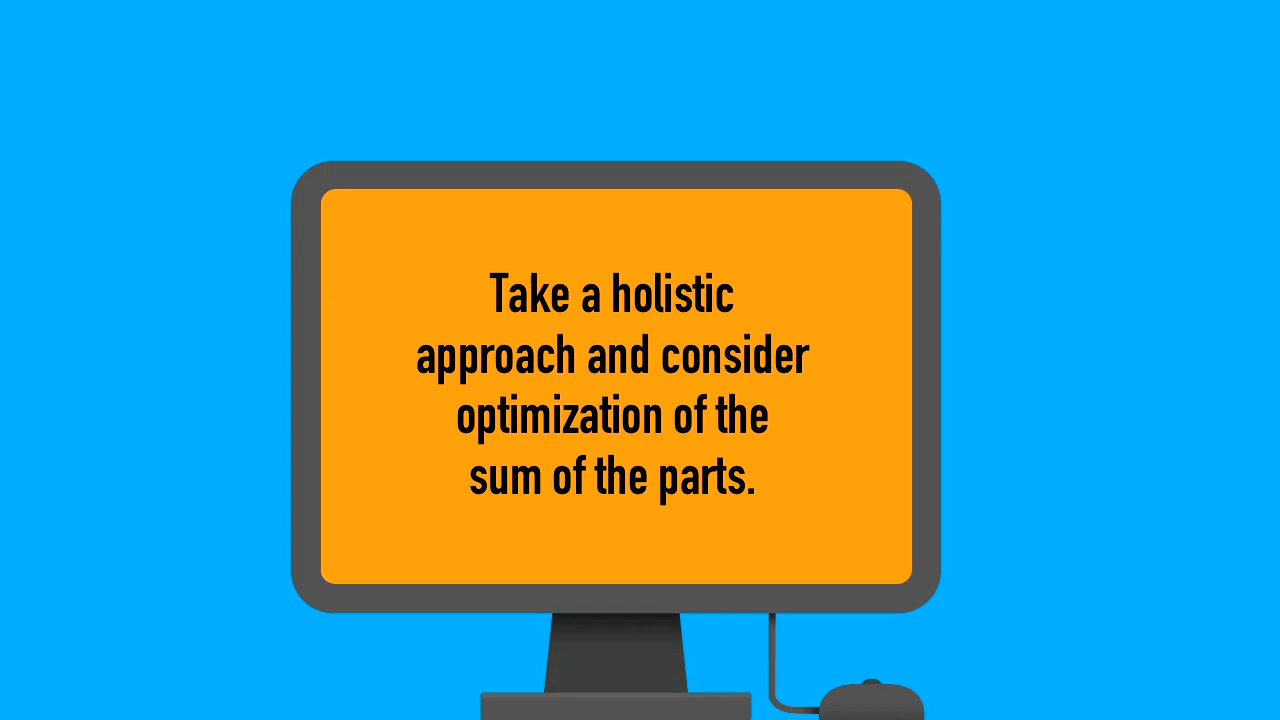 Take a holistic
approach and consider
optimization of the
sum of the parts.